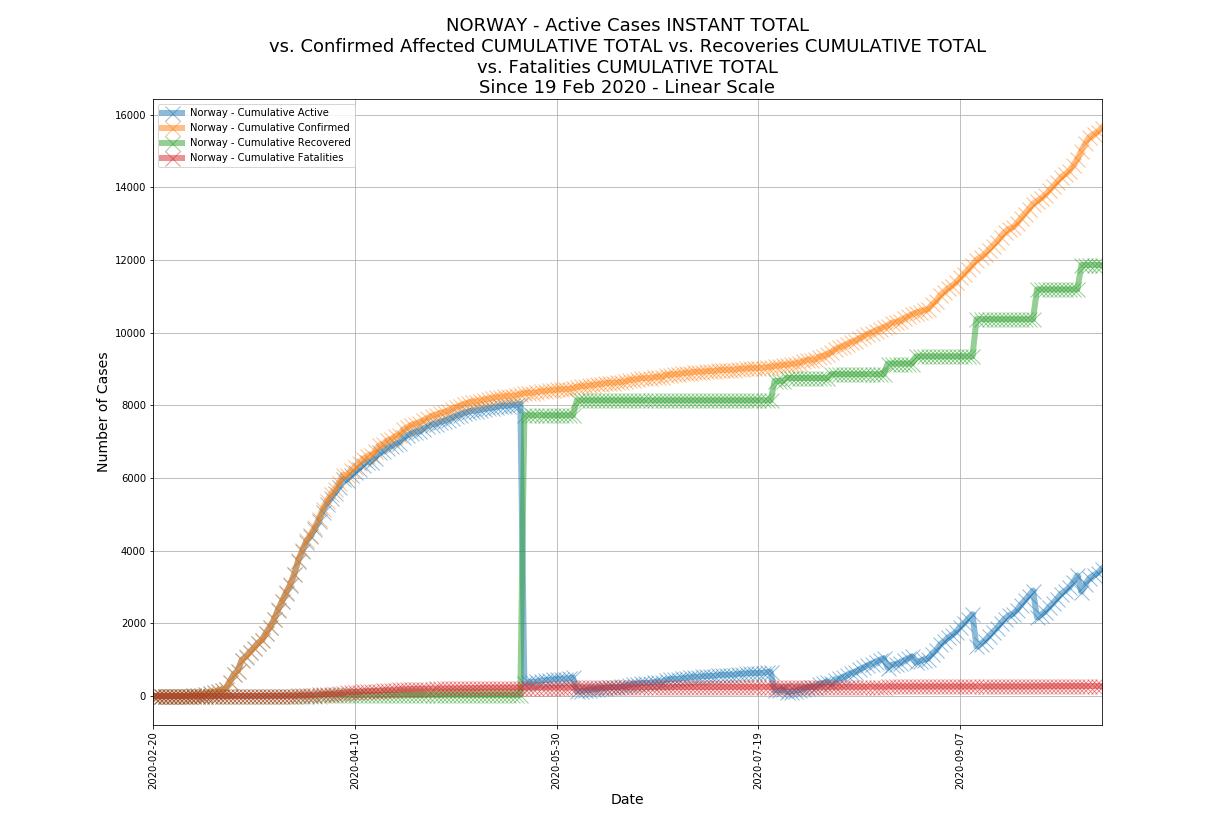 NORWAY - Active Cases INSTANT TOTAL
vs. Confirmed Affected CUMULATIVE TOTAL vs. Recoveries CUMULATIVE TOTAL
vs. Fatalities CUMULATIVE TOTAL
Since 19 Feb 2020 - Linear Scale
Norway - Cumulative Active
Norway - Cumulative Confirmed
Norway - Cumulative Recovered
Norway - Cumulative Fatalities
Number of Cases
16000
14000
12000
10000
8000
6000
4000
2000
0
2020-02-20
2020-04-10
2020-05-30
2020-07-19
2020-09-07
Date